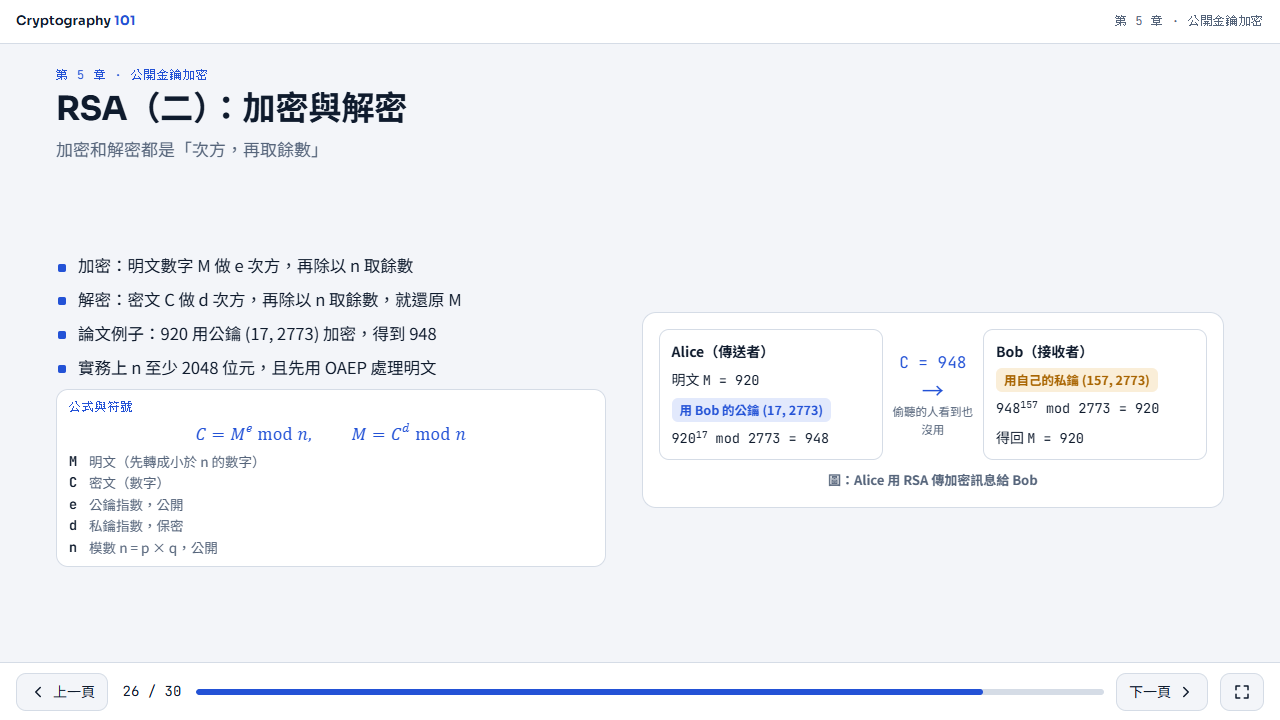 Cryptography 101
第 5 章 · 公開金鑰加密
第 5 章 · 公開金鑰加密
RSA（二）：加密與解密
加密和解密都是「次方，再取餘數」
加密：明文數字 M 做 e 次方，再除以 n 取餘數
解密：密文 C 做 d 次方，再除以 n 取餘數，就還原 M
論文例子：920 用公鑰 (17, 2773) 加密，得到 948
實務上 n 至少 2048 位元，且先用 OAEP 處理明文
公式與符號
C = Mᵉ mod n, M = Cᵈ mod n
M 明文（先轉成小於 n 的數字）
C 密文（數字）
e 公鑰指數，公開
d 私鑰指數，保密
n 模數 n = p × q，公開
Alice（傳送者）
明文 M = 920
用 Bob 的公鑰 (17, 2773)
920¹⁷ mod 2773 = 948
C = 948
→
偷聽的人看到也
沒用
Bob（接收者）
用自己的私鑰 (157, 2773)
948¹⁵⁷ mod 2773 = 920
得回 M = 920
圖：Alice 用 RSA 傳加密訊息給 Bob
上一頁
26 / 30
下一頁